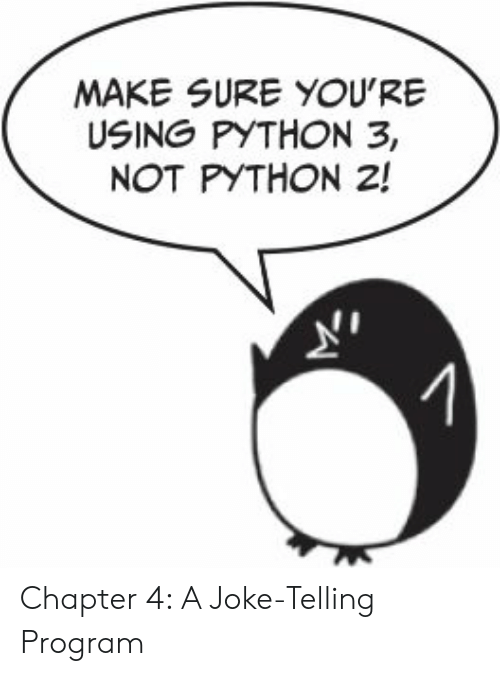 MAKE SURE YOU'RE
USING PYTHON 3,
NOT PYTHON 2!
Chapter 4: A Joke-Telling
Program